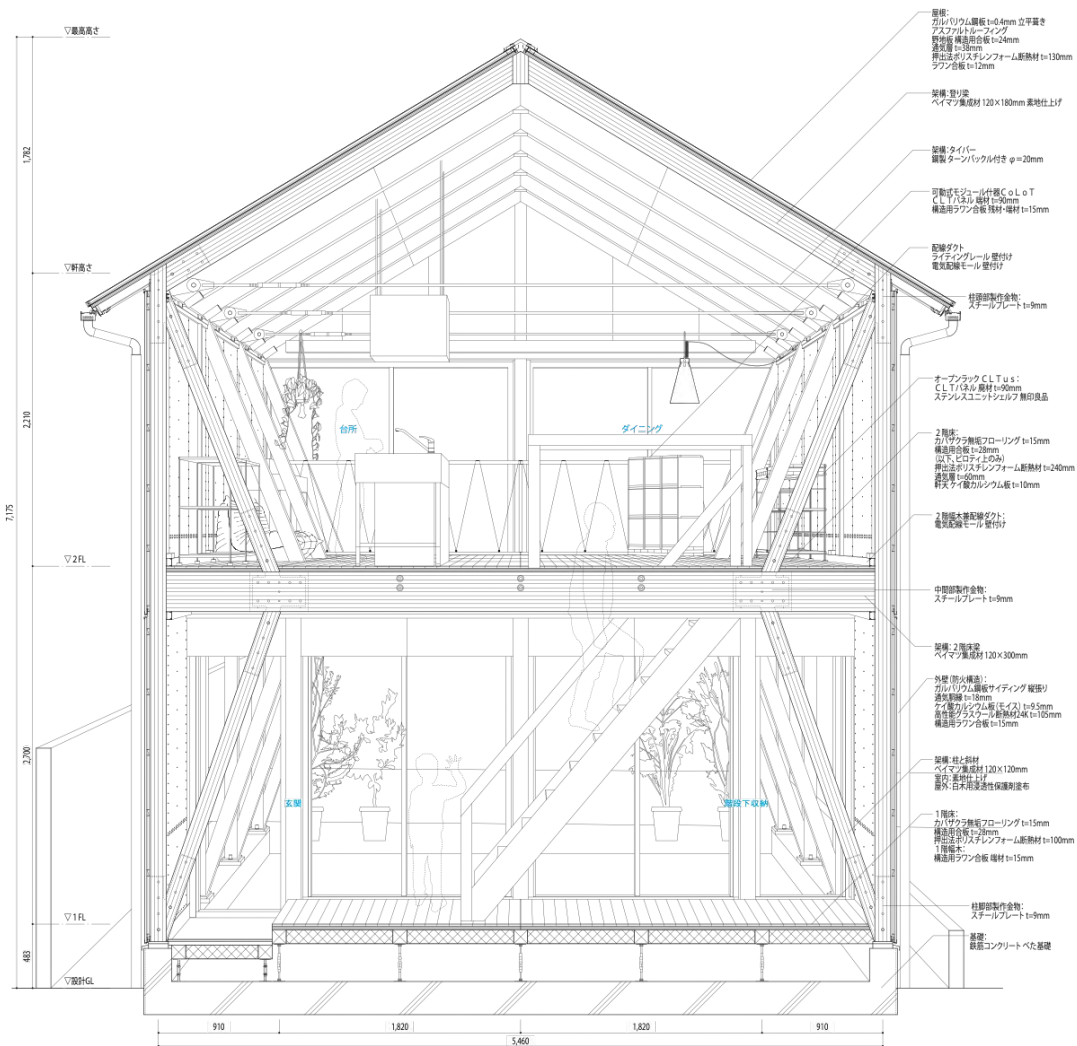 屋根:
ガルバリウム鋼板 t=0.4mm 立平葺き
アスファルトルーフィング
野地板 構造用合板 t=24mm
通気層 t=38mm
押出法ポリスチレンフォーム断熱材 t=130mm
ラワン合板 t=12mm
架構:登り梁
ベイマツ集成材 120×180mm 素地仕上げ
架構:タイバー
鋼製 ターンバックル付き φ=20mm
可動式モジュール什器CoLoT
CLTパネル 端材 t=90mm
構造用ラワン合板 残材・端材 t=15mm
配線ダクト
ライティングレール 壁付け
電気配線モール 壁付け
柱頭部製作金物:
スチールプレート t=9mm
オープンラック CLTus:
CLTパネル 廃材 t=90mm
ステンレスユニットシェルフ 無印良品
2階床:
カバザクラ無垢フローリング t=15mm
構造用合板 t=28mm
(以下、ピロティ上のみ)
押出法ポリスチレンフォーム断熱材 t=240mm
通気層 t=60mm
軒天 ケイ酸カルシウム板 t=10mm
2階幅木兼配線ダクト:
電気配線モール 壁付け
中間部製作金物:
スチールプレート t=9mm
架構:2階床梁
ベイマツ集成材 120×300mm
外壁(防火構造):
ガルバリウム鋼板サイディング 縦張り
通気胴縁 t=18mm
ケイ酸カルシウム板(モイス) t=9.5mm
高性能グラスウール断熱材24K t=105mm
構造用ラワン合板 t=15mm
架構:柱と斜材
ベイマツ集成材 120×120mm
室内:素地仕上げ
屋外:白木用浸透性保護剤塗布
1階床:
カバザクラ無垢フローリング t=15mm
構造用合板 t=28mm
押出法ポリスチレンフォーム断熱材 t=100mm
1階幅木:
構造用ラワン合板 端材 t=15mm
柱脚部製作金物:
スチールプレート t=9mm
基礎:
鉄筋コンクリート べた基礎
▽最高高さ
1,782
▽軒高さ
2,210
7,175
▽2FL
2,700
▽1FL
483
▽設計GL
台所
ダイニング
玄関
階段下収納
910
1,820
1,820
910
5,460